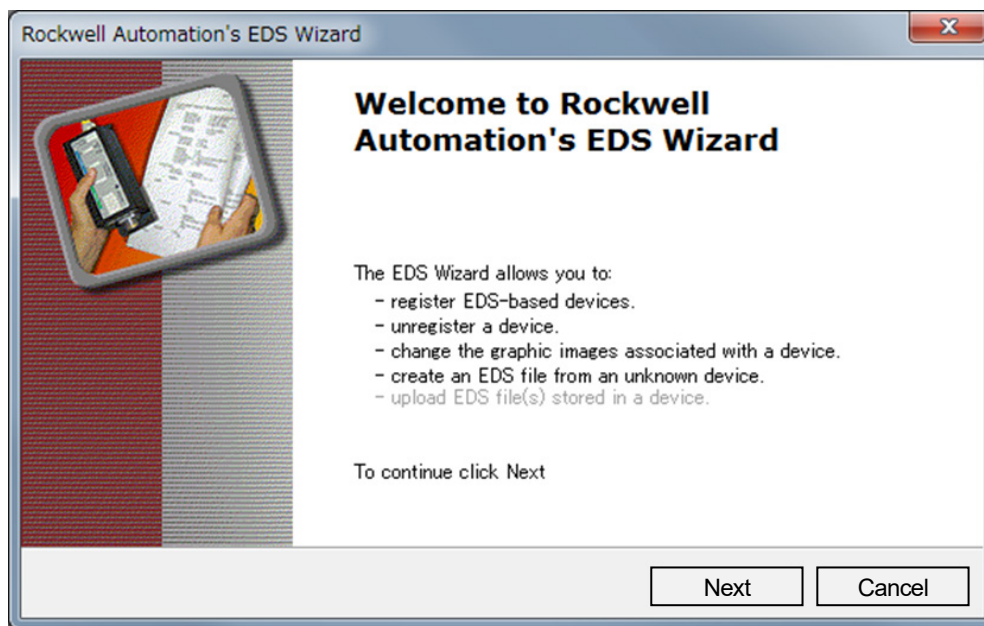 Rockwell Automation's EDS Wizard
Welcome to Rockwell
Automation's EDS Wizard
The EDS Wizard allows you to:
- register EDS-based devices.
- unregister a device.
- change the graphic images associated with a device.
- create an EDS file from an unknown device.
- upload EDS file(s) stored in a device.
To continue click Next
Next
Cancel